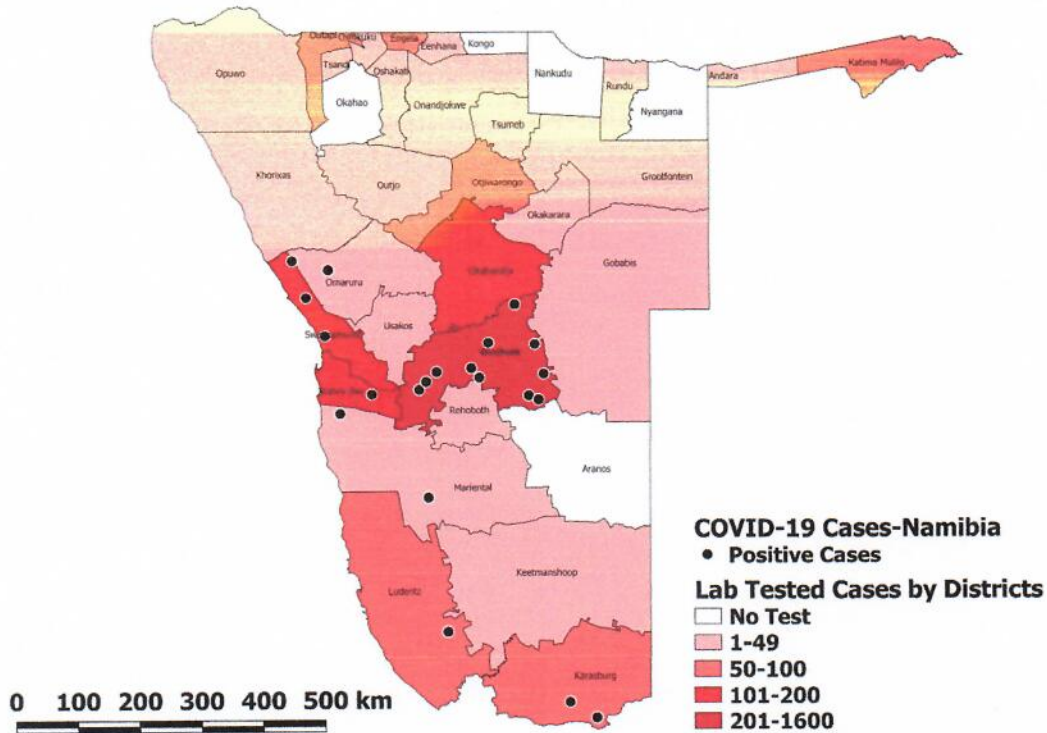 Outapi
Engela
Eenhana
Kongo
Opuwo
Tsandi
Oshakati
Nankudu
Andara
Katima Mulilo
Okahao
Onandjokwe
Rundu
Nyangana
Tsumeb
Khorixas
Outjo
Otjiwarongo
Grootfontein
Okakarara
Gobabis
Omaruru
Usakos
Rehoboth
Aranos
Mariental
Keetmanshoop
Luderitz
Karasburg
COVID-19 Cases-Namibia
Positive Cases
Lab Tested Cases by Districts
No Test
1-49
50-100
101-200
201-1600
0 100 200 300 400 500 km